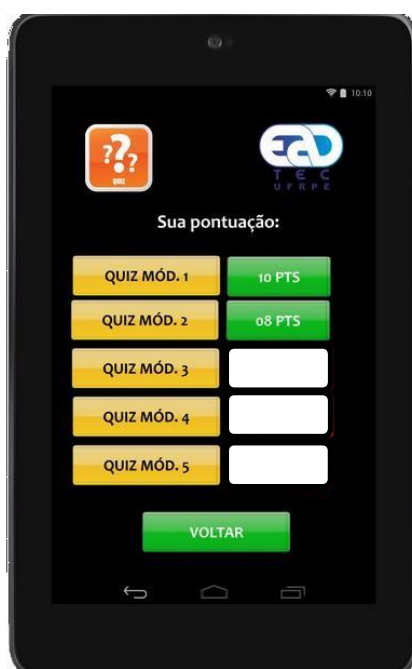 10:10
???
QUIZ
EAD
TEC
UFRPE
Sua pontuação:
QUIZ MÓD. 1 10 PTS
QUIZ MÓD. 2 08 PTS
QUIZ MÓD. 3
QUIZ MÓD. 4
QUIZ MÓD. 5
VOLTAR